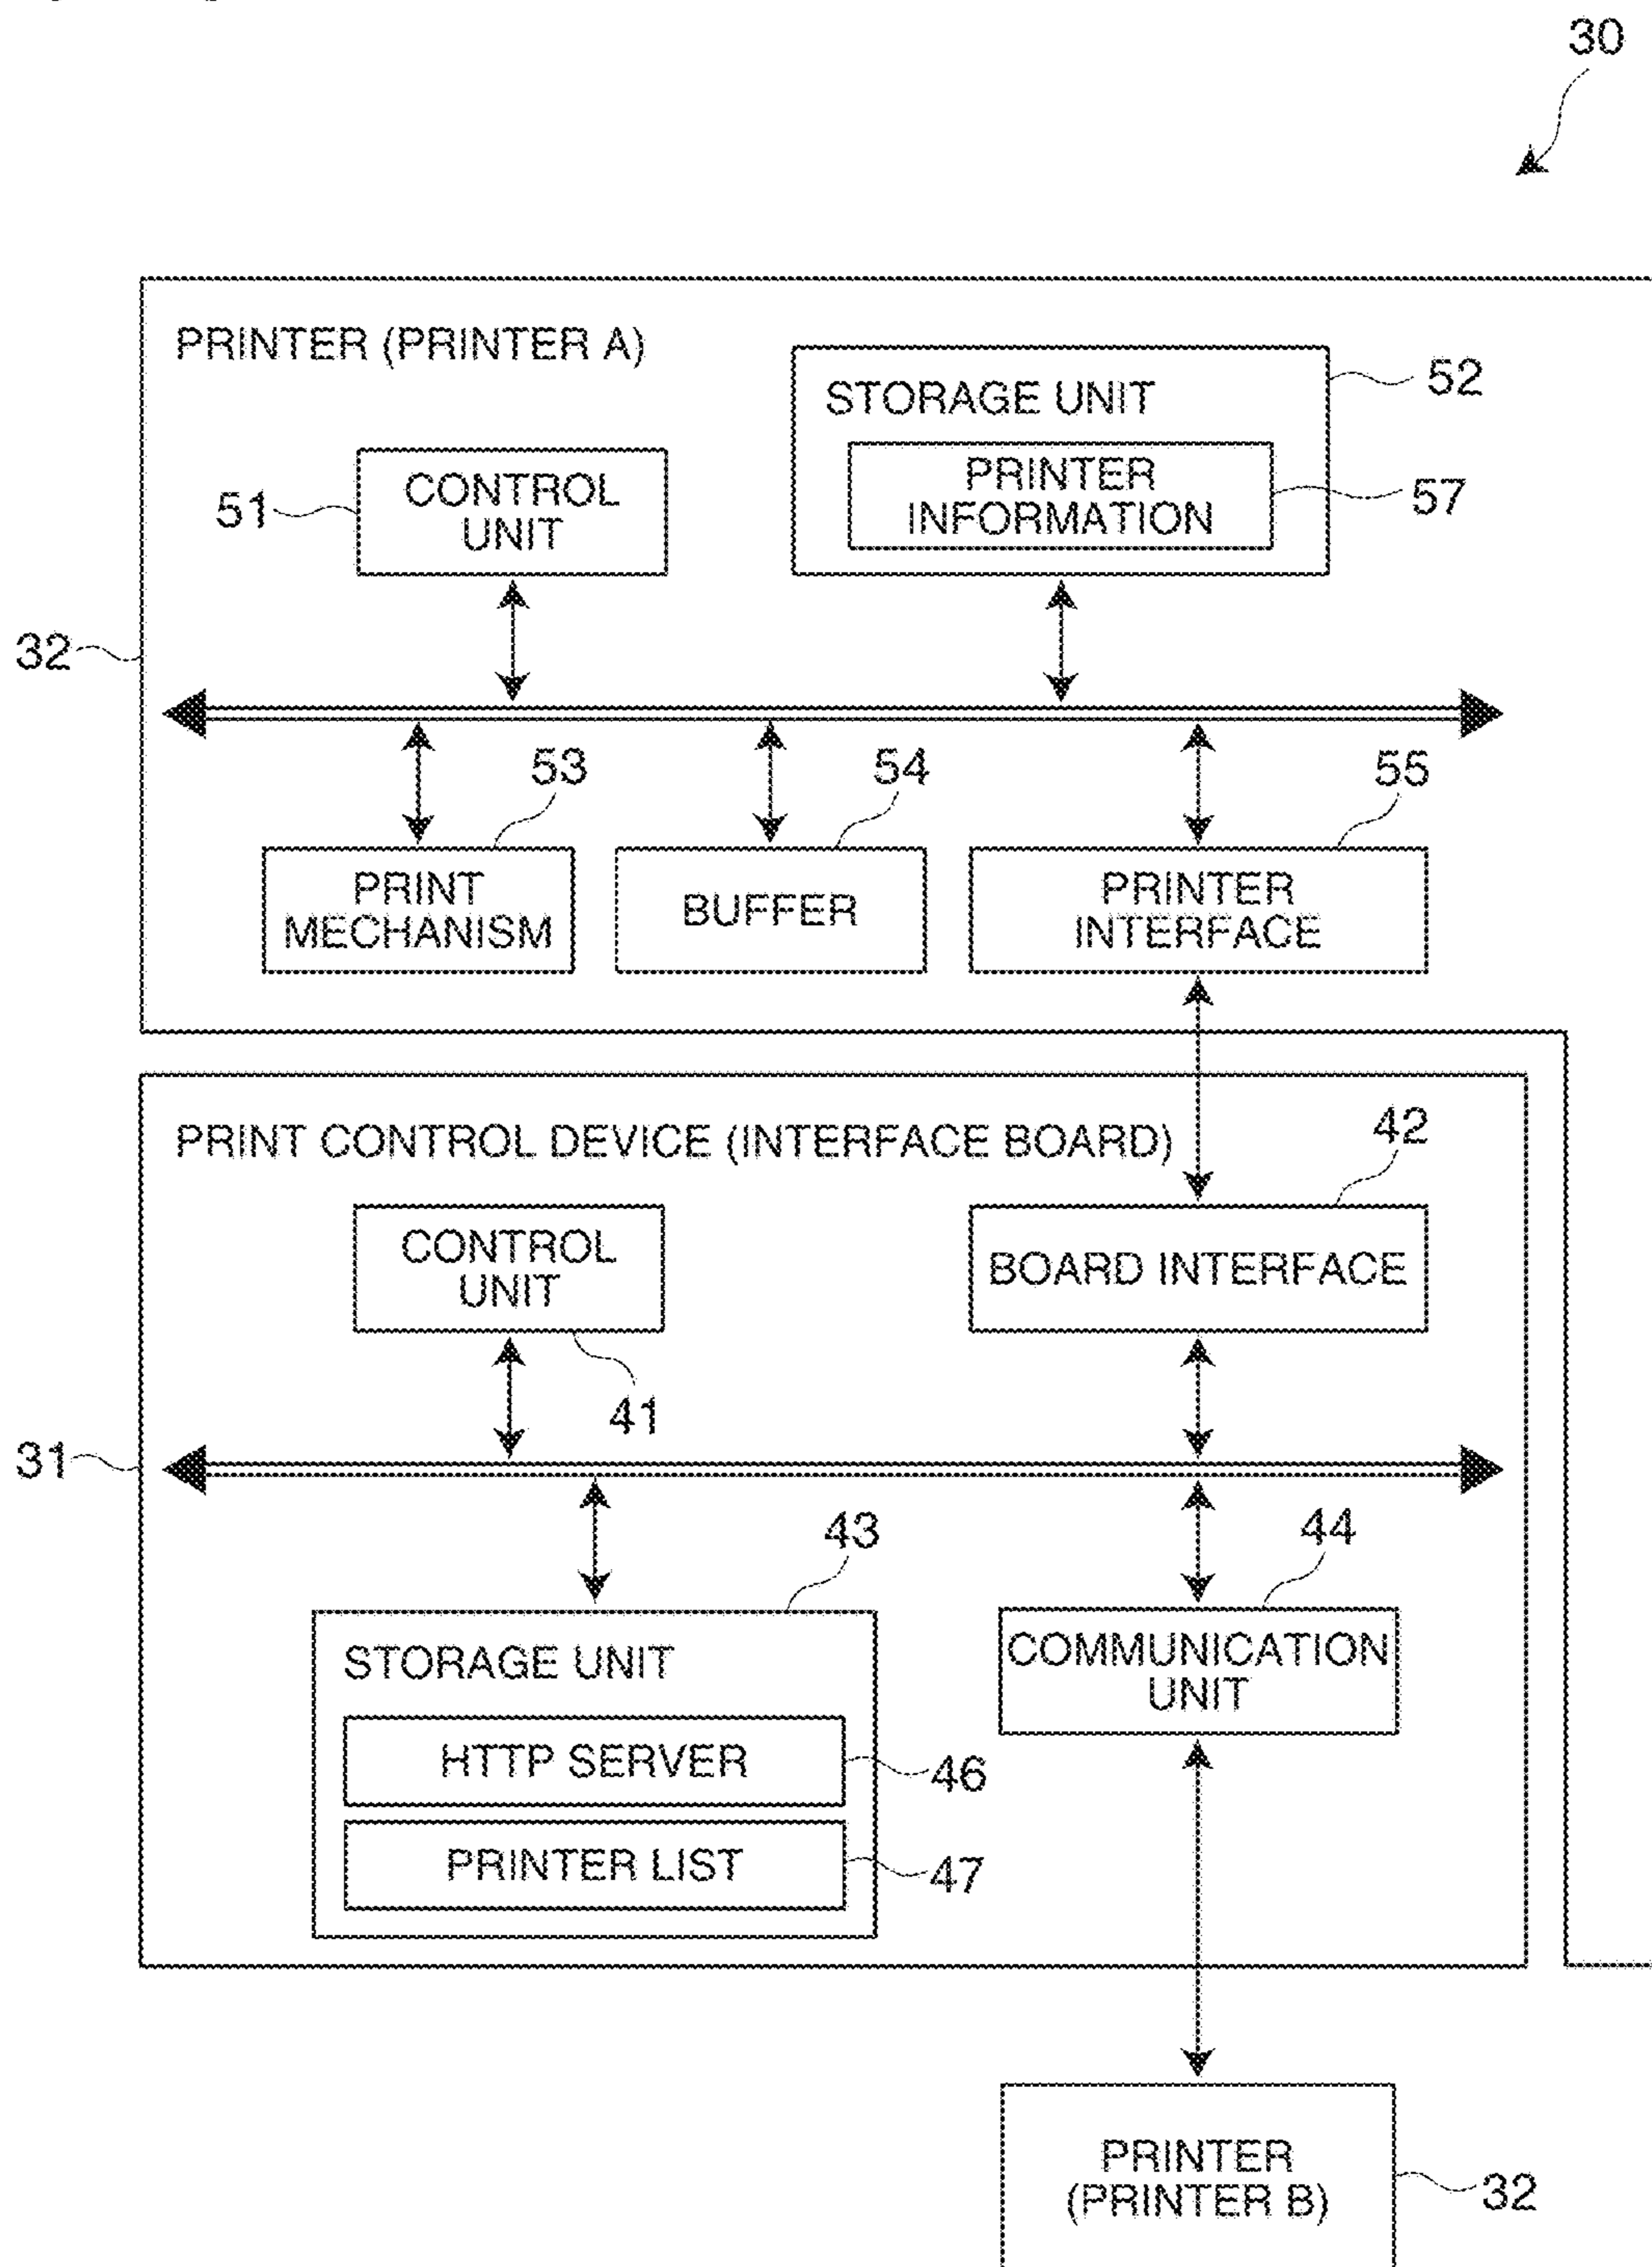 30
PRINTER (PRINTER A)
STORAGE UNIT
52
PRINTER
INFORMATION
57
CONTROL
UNIT
51
32
53
54
55
PRINT
MECHANISM
BUFFER
PRINTER
INTERFACE
PRINT CONTROL DEVICE (INTERFACE BOARD)
42
CONTROL
UNIT
BOARD INTERFACE
41
31
43
44
STORAGE UNIT
COMMUNICATION
UNIT
HTTP SERVER
46
PRINTER LIST
47
PRINTER
(PRINTER B)
32